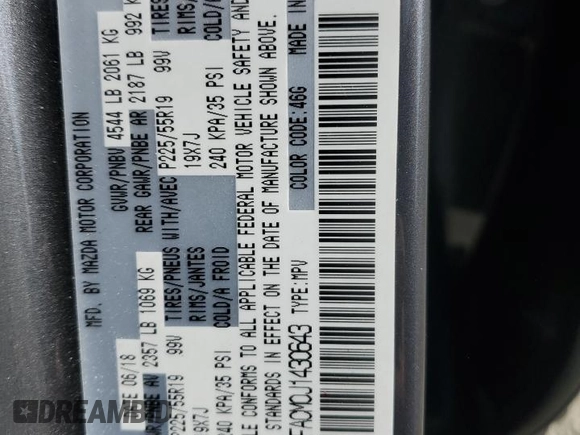 MFD. BY MAZDA MOTOR CORPORATION
DATE 06/18 GVWR/PNBV 4544 LB 2061 KG
AV 2357 LB 1069 KG REAR GAWR/PNBE AR 2187 LB 992 KG
TIRES/PNEUS WITH/AVEC TIRES
P225/55R19 99V P225/55R19 99V
RIMS/JANTES RIMS/
19X7J 19X7J
COLD/A FROID COLD/
240 KPA/35 PSI 240 KPA/35 PSI
CONFORMS TO ALL APPLICABLE FEDERAL MOTOR VEHICLE SAFETY AND
STANDARDS IN EFFECT ON THE DATE OF MANUFACTURE SHOWN ABOVE.
COLOR CODE:46G MADE IN
J1430643 TYPE:MPV
DREAMBID